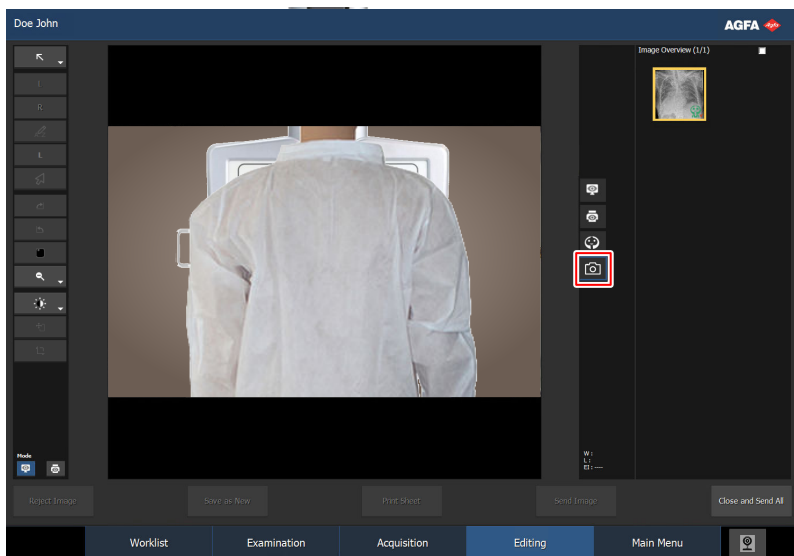 Doe John
AGFA
Image Overview (1/1)
R
L
Mode
W :
L :
EI : ---
Reject Image
Save as New
Print Sheet
Send Image
Close and Send All
Worklist
Examination
Acquisition
Editing
Main Menu